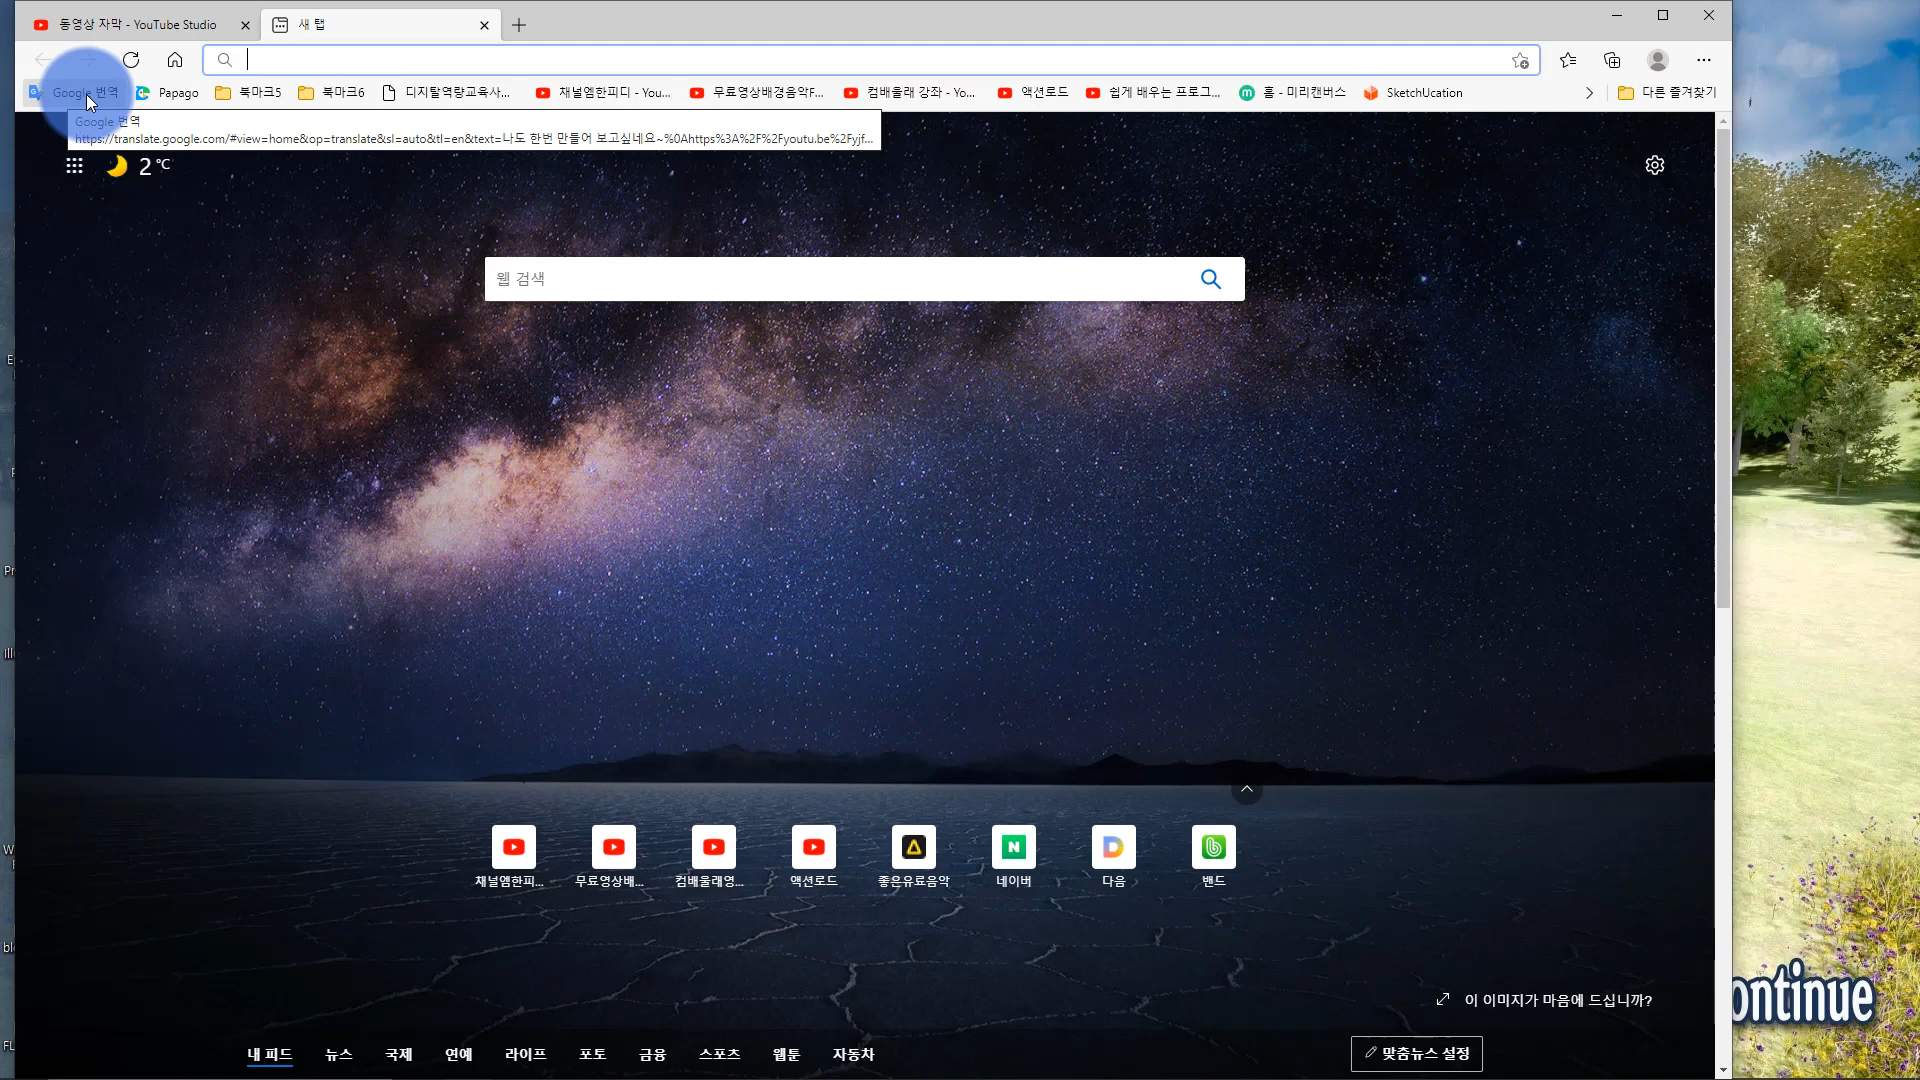 동영상 자막 - YouTube Studio
새 탭
Google 번역
Papago
북마크5
북마크6
디지탈역량교육사...
채널엠한피디 - You...
무료영상배경음악F...
컴배울래 강좌 - Yo...
액션로드
쉽게 배우는 프로그...
홈 - 미리캔버스
SketchUcation
다른 즐겨찾기
Google 번역
https://translate.google.com/#view=home&op=translate&sl=auto&tl=en&text=나도 한번 만들어 보고싶네요~%0Ahttps%3A%2F%2Fyoutu.be%2Fyjf...
2 °C
웹 검색
채널엠한피...
무료영상배...
컴배울래영...
액션로드
좋은유료음악
네이버
다음
밴드
이 이미지가 마음에 드십니까?
내 피드
뉴스
국제
연예
라이프
포토
금융
스포츠
웹툰
자동차
맞춤뉴스 설정
ontinue